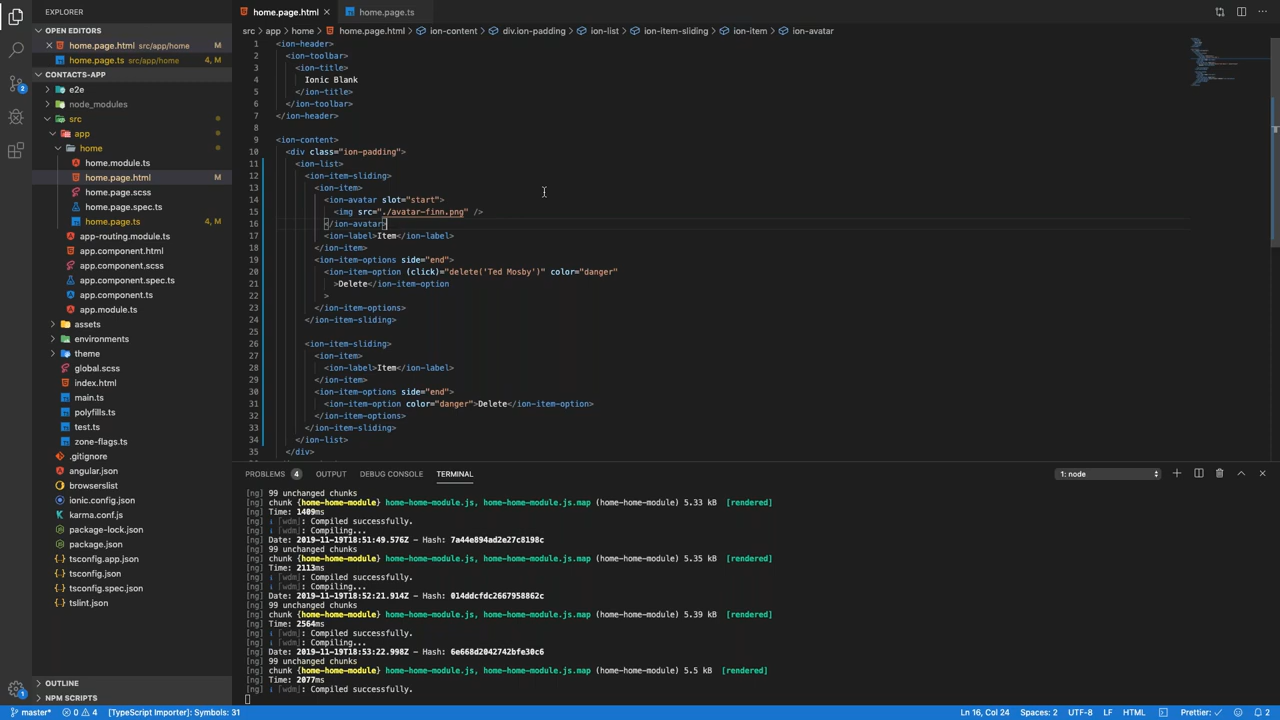 EXPLORER
OPEN EDITORS
home.page.html src/app/home
home.page.ts src/app/home 4, M
CONTACTS-APP
e2e
node_modules
src
app
home
home.module.ts
home.page.html M
home.page.scss
home.page.spec.ts
home.page.ts 4, M
app-routing.module.ts
app.component.html
app.component.scss
app.component.spec.ts
app.component.ts
app.module.ts
assets
environments
theme
global.scss
index.html
main.ts
polyfills.ts
test.ts
zone-flags.ts
.gitignore
angular.json
browserslist
ionic.config.json
karma.conf.js
package-lock.json
package.json
tsconfig.app.json
tsconfig.json
tsconfig.spec.json
tslint.json
OUTLINE
NPM SCRIPTS
home.page.html home.page.ts
src > app > home > home.page.html > ion-content > div.ion-padding > ion-list > ion-item-sliding > ion-item > ion-avatar
1 <ion-header>
2 <ion-toolbar>
3 <ion-title>
4 Ionic Blank
5 </ion-title>
6 </ion-toolbar>
7 </ion-header>
8
9 <ion-content>
10 <div class="ion-padding">
11 <ion-list>
12 <ion-item-sliding>
13 <ion-item>
14 <ion-avatar slot="start">
15 <img src="./avatar-finn.png" />
16 </ion-avatar>
17 <ion-label>Item</ion-label>
18 </ion-item>
19 <ion-item-options side="end">
20 <ion-item-option (click)="delete('Ted Mosby')" color="danger"
21 >Delete</ion-item-option
22 >
23 </ion-item-options>
24 </ion-item-sliding>
25
26 <ion-item-sliding>
27 <ion-item>
28 <ion-label>Item</ion-label>
29 </ion-item>
30 <ion-item-options side="end">
31 <ion-item-option color="danger">Delete</ion-item-option>
32 </ion-item-options>
33 </ion-item-sliding>
34 </ion-list>
35 </div>
PROBLEMS 4 OUTPUT DEBUG CONSOLE TERMINAL 1: node
[ng] 99 unchanged chunks
[ng] chunk {home-home-module} home-home-module.js, home-home-module.js.map (home-home-module) 5.33 kB [rendered]
[ng] Time: 1409ms
[ng] ℹ ｢wdm｣: Compiled successfully.
[ng] ℹ ｢wdm｣: Compiling...
[ng] Date: 2019-11-19T18:51:49.576Z - Hash: 7a44e894ad2e27c8198c
[ng] 99 unchanged chunks
[ng] chunk {home-home-module} home-home-module.js, home-home-module.js.map (home-home-module) 5.35 kB [rendered]
[ng] Time: 2113ms
[ng] ℹ ｢wdm｣: Compiled successfully.
[ng] ℹ ｢wdm｣: Compiling...
[ng] Date: 2019-11-19T18:52:21.914Z - Hash: 014ddcfdc2667958862c
[ng] 99 unchanged chunks
[ng] chunk {home-home-module} home-home-module.js, home-home-module.js.map (home-home-module) 5.39 kB [rendered]
[ng] Time: 2564ms
[ng] ℹ ｢wdm｣: Compiled successfully.
[ng] ℹ ｢wdm｣: Compiling...
[ng] Date: 2019-11-19T18:53:22.998Z - Hash: 6e668d2042742bfe30c6
[ng] 99 unchanged chunks
[ng] chunk {home-home-module} home-home-module.js, home-home-module.js.map (home-home-module) 5.5 kB [rendered]
[ng] Time: 2077ms
[ng] ℹ ｢wdm｣: Compiled successfully.
2
1
master* 0 4 [TypeScript Importer]: Symbols: 31 Ln 16, Col 24 Spaces: 2 UTF-8 LF HTML Prettier: ✓ 2